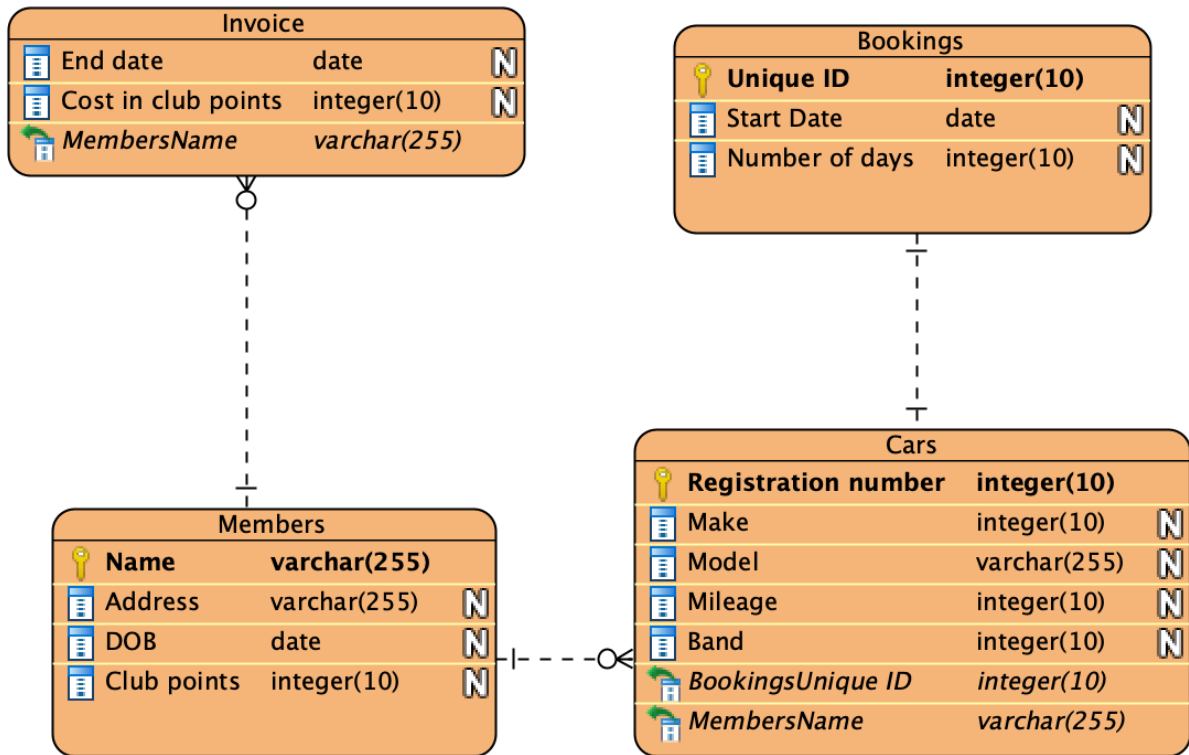 Invoice
End date date N
Cost in club points integer(10) N
MembersName varchar(255)
Bookings
Unique ID integer(10)
Start Date date N
Number of days integer(10) N
Members
Name varchar(255)
Address varchar(255) N
DOB date N
Club points integer(10) N
Cars
Registration number integer(10)
Make integer(10) N
Model varchar(255) N
Mileage integer(10) N
Band integer(10) N
BookingsUnique ID integer(10)
MembersName varchar(255)